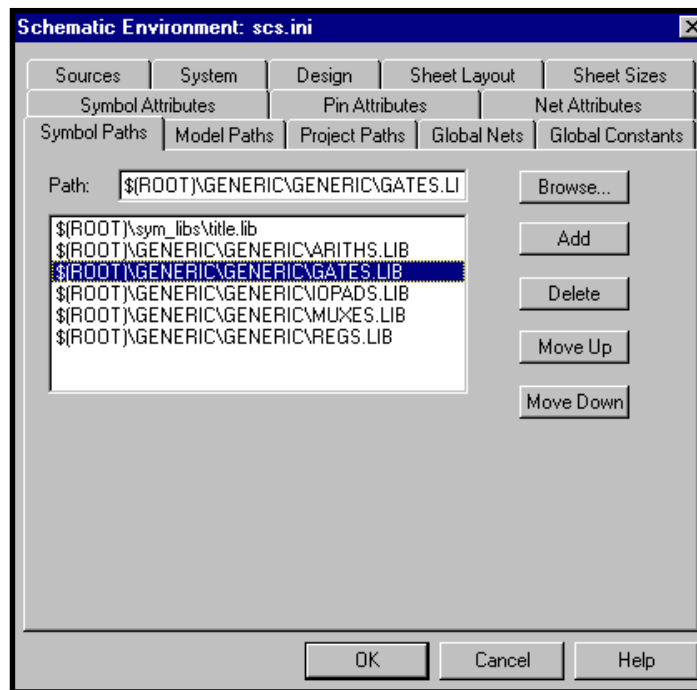 Schematic Environment: scs.ini
Sources System Design Sheet Layout Sheet Sizes
Symbol Attributes Pin Attributes Net Attributes
Symbol Paths Model Paths Project Paths Global Nets Global Constants
Path: $(ROOT)\GENERIC\GENERIC\GATES.LI Browse...
$(ROOT)\sym_libs\title.lib
$(ROOT)\GENERIC\GENERIC\ARITHS.LIB
$(ROOT)\GENERIC\GENERIC\GATES.LIB
$(ROOT)\GENERIC\GENERIC\IOPADS.LIB
$(ROOT)\GENERIC\GENERIC\MUXES.LIB
$(ROOT)\GENERIC\GENERIC\REGS.LIB
Add
Delete
Move Up
Move Down
OK Cancel Help